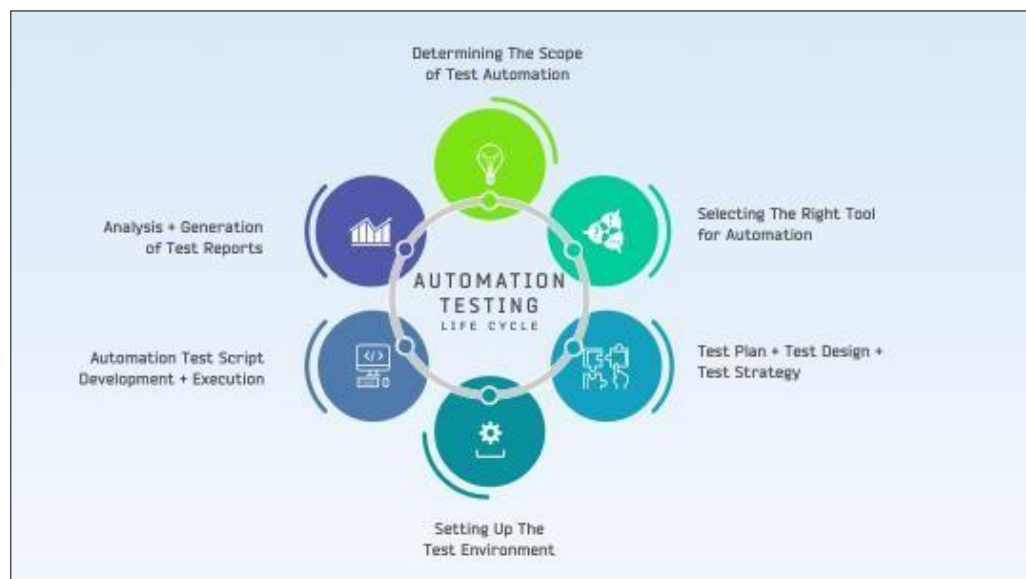 Determining The Scope
of Test Automation
Selecting The Right Tool
for Automation
Test Plan + Test Design +
Test Strategy
Setting Up The
Test Environment
Automation Test Script
Development + Execution
Analysis + Generation
of Test Reports
AUTOMATION
TESTING
LIFE CYCLE